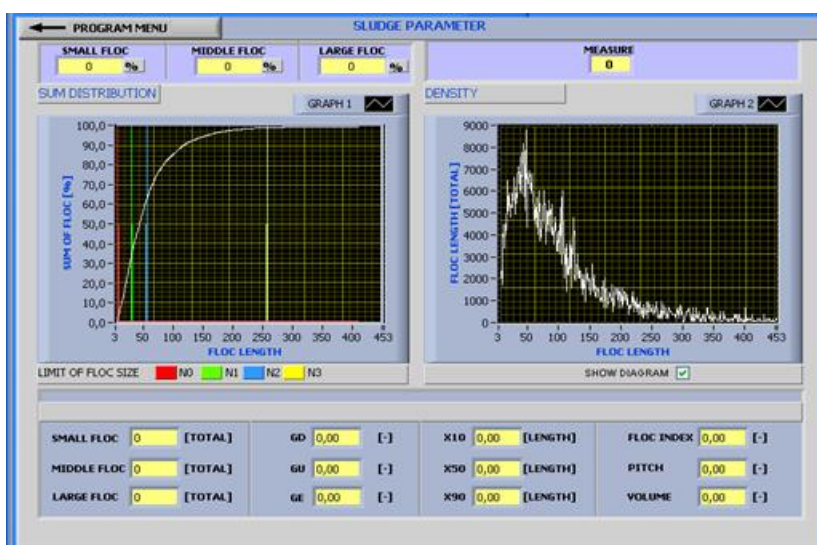 PROGRAM MENU SLUDGE PARAMETER
SMALL FLOC MIDDLE FLOC LARGE FLOC MEASURE
0 % 0 % 0 % 0
SUM DISTRIBUTION GRAPH 1
100,0
90,0
80,0
70,0
60,0
50,0
40,0
30,0
20,0
10,0
0,0
SUM OF FLOC [%]
3 50 100 150 200 250 300 350 400 453
FLOC LENGTH
LIMIT OF FLOC SIZE N0 N1 N2 N3
DENSITY GRAPH 2
9000
8000
7000
6000
5000
4000
3000
2000
1000
0
FLOC LENGTH [TOTAL]
3 50 100 150 200 250 300 350 400 453
FLOC LENGTH
SHOW DIAGRAM
SMALL FLOC 0 [TOTAL] GD 0,00 [-] X10 0,00 [LENGTH] FLOC INDEX 0,00 [-]
MIDDLE FLOC 0 [TOTAL] GU 0,00 [-] X50 0,00 [LENGTH] PITCH 0,00 [-]
LARGE FLOC 0 [TOTAL] GE 0,00 [-] X90 0,00 [LENGTH] VOLUME 0,00 [-]